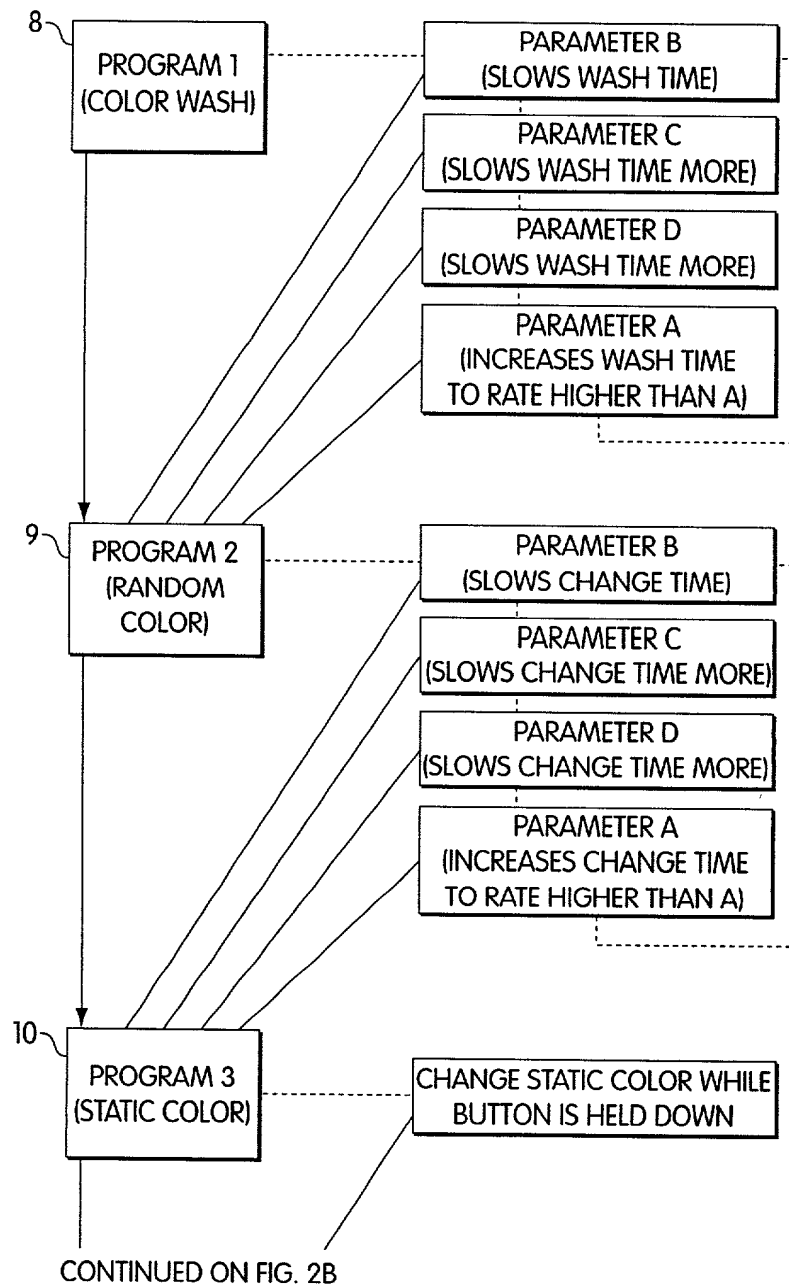 8
PROGRAM 1
(COLOR WASH)
PARAMETER B
(SLOWS WASH TIME)
PARAMETER C
(SLOWS WASH TIME MORE)
PARAMETER D
(SLOWS WASH TIME MORE)
PARAMETER A
(INCREASES WASH TIME
TO RATE HIGHER THAN A)
9
PROGRAM 2
(RANDOM
COLOR)
PARAMETER B
(SLOWS CHANGE TIME)
PARAMETER C
(SLOWS CHANGE TIME MORE)
PARAMETER D
(SLOWS CHANGE TIME MORE)
PARAMETER A
(INCREASES CHANGE TIME
TO RATE HIGHER THAN A)
10
PROGRAM 3
(STATIC COLOR)
CHANGE STATIC COLOR WHILE
BUTTON IS HELD DOWN
CONTINUED ON FIG. 2B